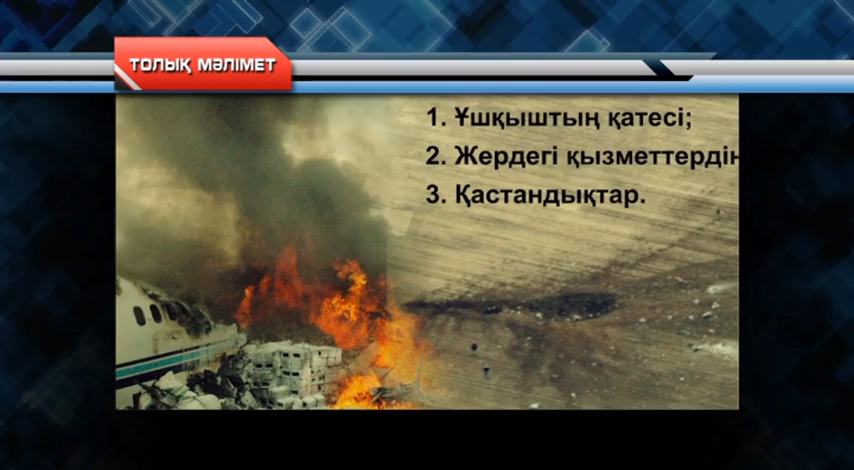 ТОЛЫҚ МӘЛІМЕТ
1. Ұшқыштың қатесі;
2. Жердегі қызметтердің
3. Қастандықтар.